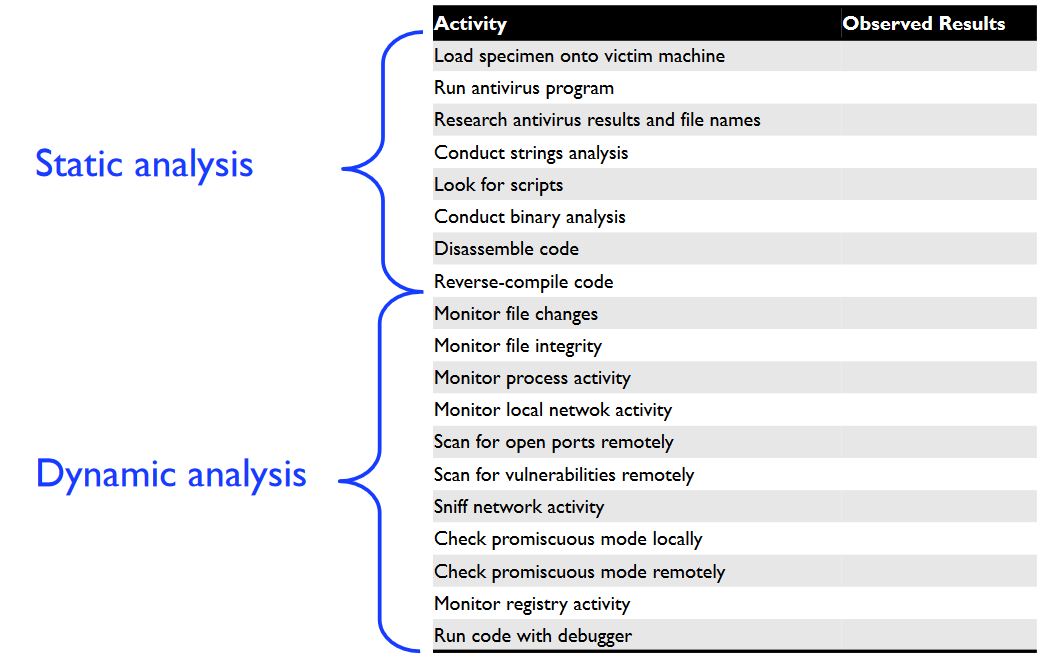 Activity Observed Results
Load specimen onto victim machine
Run antivirus program
Research antivirus results and file names
Static analysis
Conduct strings analysis
Look for scripts
Conduct binary analysis
Disassemble code
Reverse-compile code
Monitor file changes
Monitor file integrity
Monitor process activity
Monitor local netwok activity
Scan for open ports remotely
Dynamic analysis
Scan for vulnerabilities remotely
Sniff network activity
Check promiscuous mode locally
Check promiscuous mode remotely
Monitor registry activity
Run code with debugger